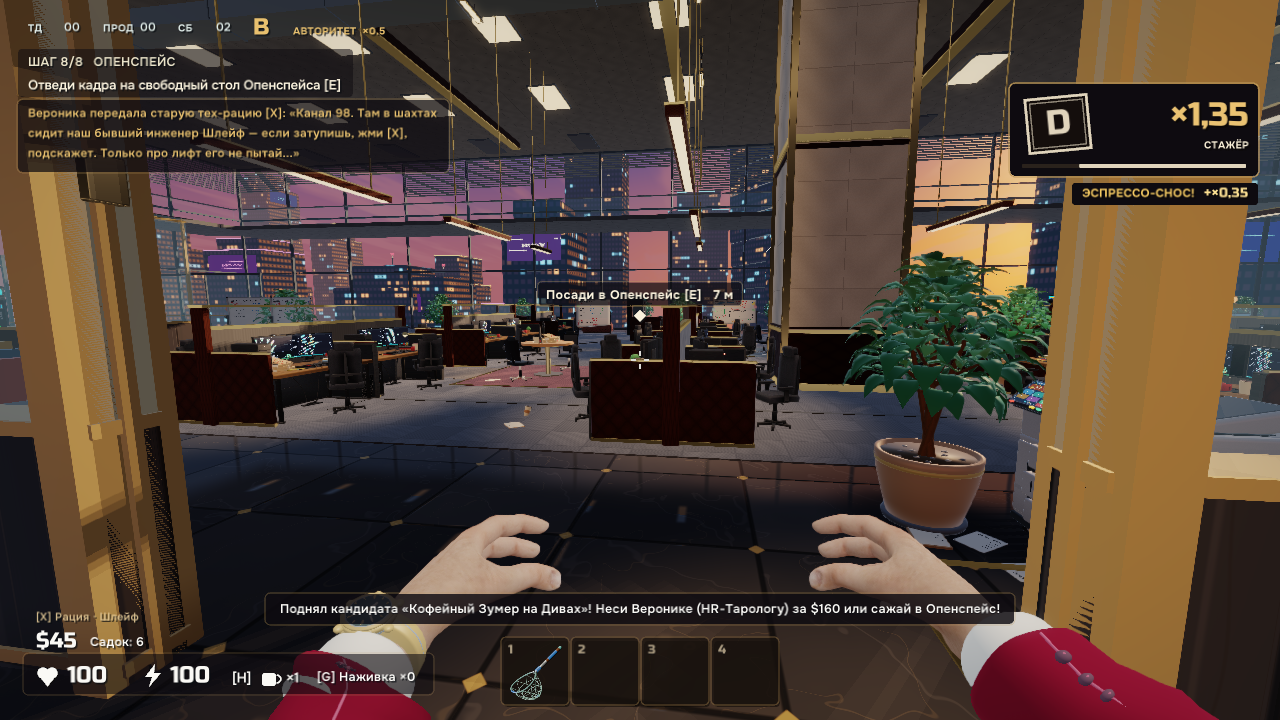 ТД 00 ПРОД 00 СБ 02 B АВТОРИТЕТ ×0.5
ШАГ 8/8 ОПЕНСПЕЙС
Отведи кадра на свободный стол Опенспейса [E]
Вероника передала старую тех-рацию [X]: «Канал 98. Там в шахтах
сидит наш бывший инженер Шлейф — если затупишь, жми [X],
подскажет. Только про лифт его не пытай...»
D ×1,35
СТАЖЁР
ЭСПРЕССО-СНОС! +×0,35
Посади в Опенспейс [E] 7 м
Поднял кандидата «Кофейный Зумер на Дивах»! Неси Веронике (HR-Тарологу) за $160 или сажай в Опенспейс!
[X] Рация · Шлейф
$45 Садок: 6
100 100 [H] ×1 [G] Наживка ×0
1 2 3 4